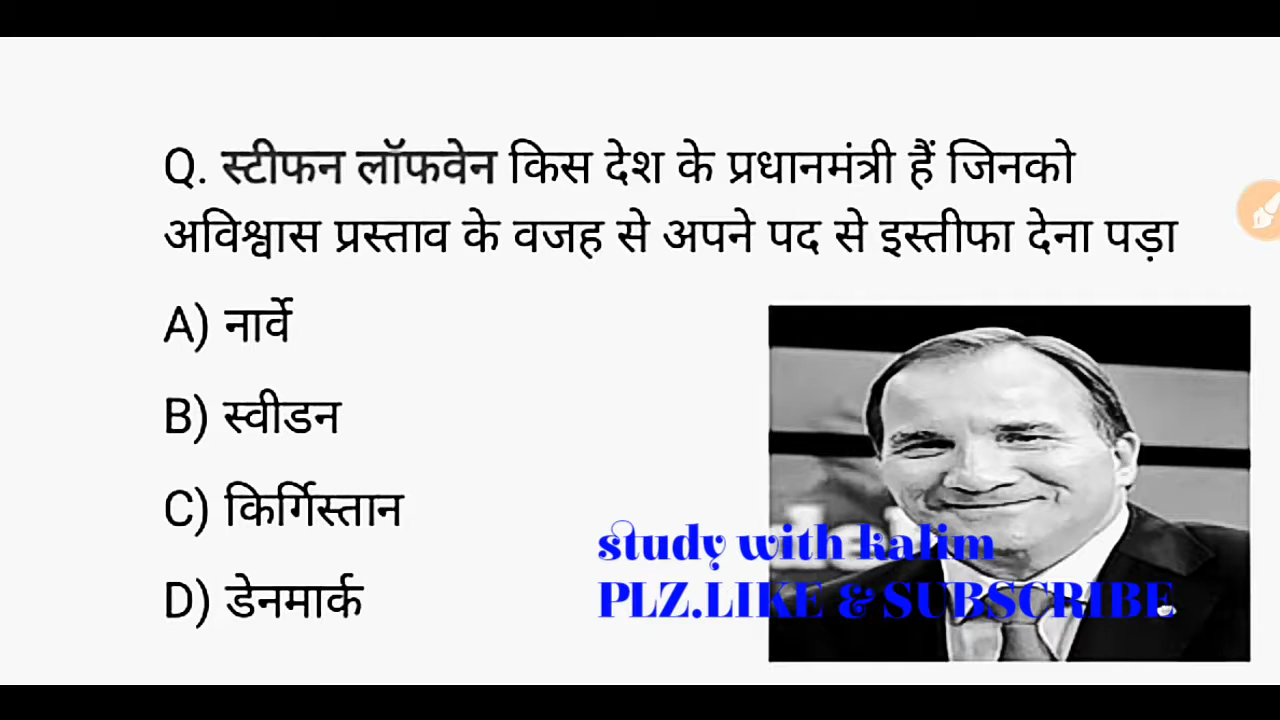 Q. स्टीफन लॉफवेन किस देश के प्रधानमंत्री हैं जिनको
अविश्वास प्रस्ताव के वजह से अपने पद से इस्तीफा देना पड़ा
A) नार्वे
B) स्वीडन
C) किर्गिस्तान
D) डेनमार्क
study with kalim
PLZ.LIKE & SUBSCRIBE